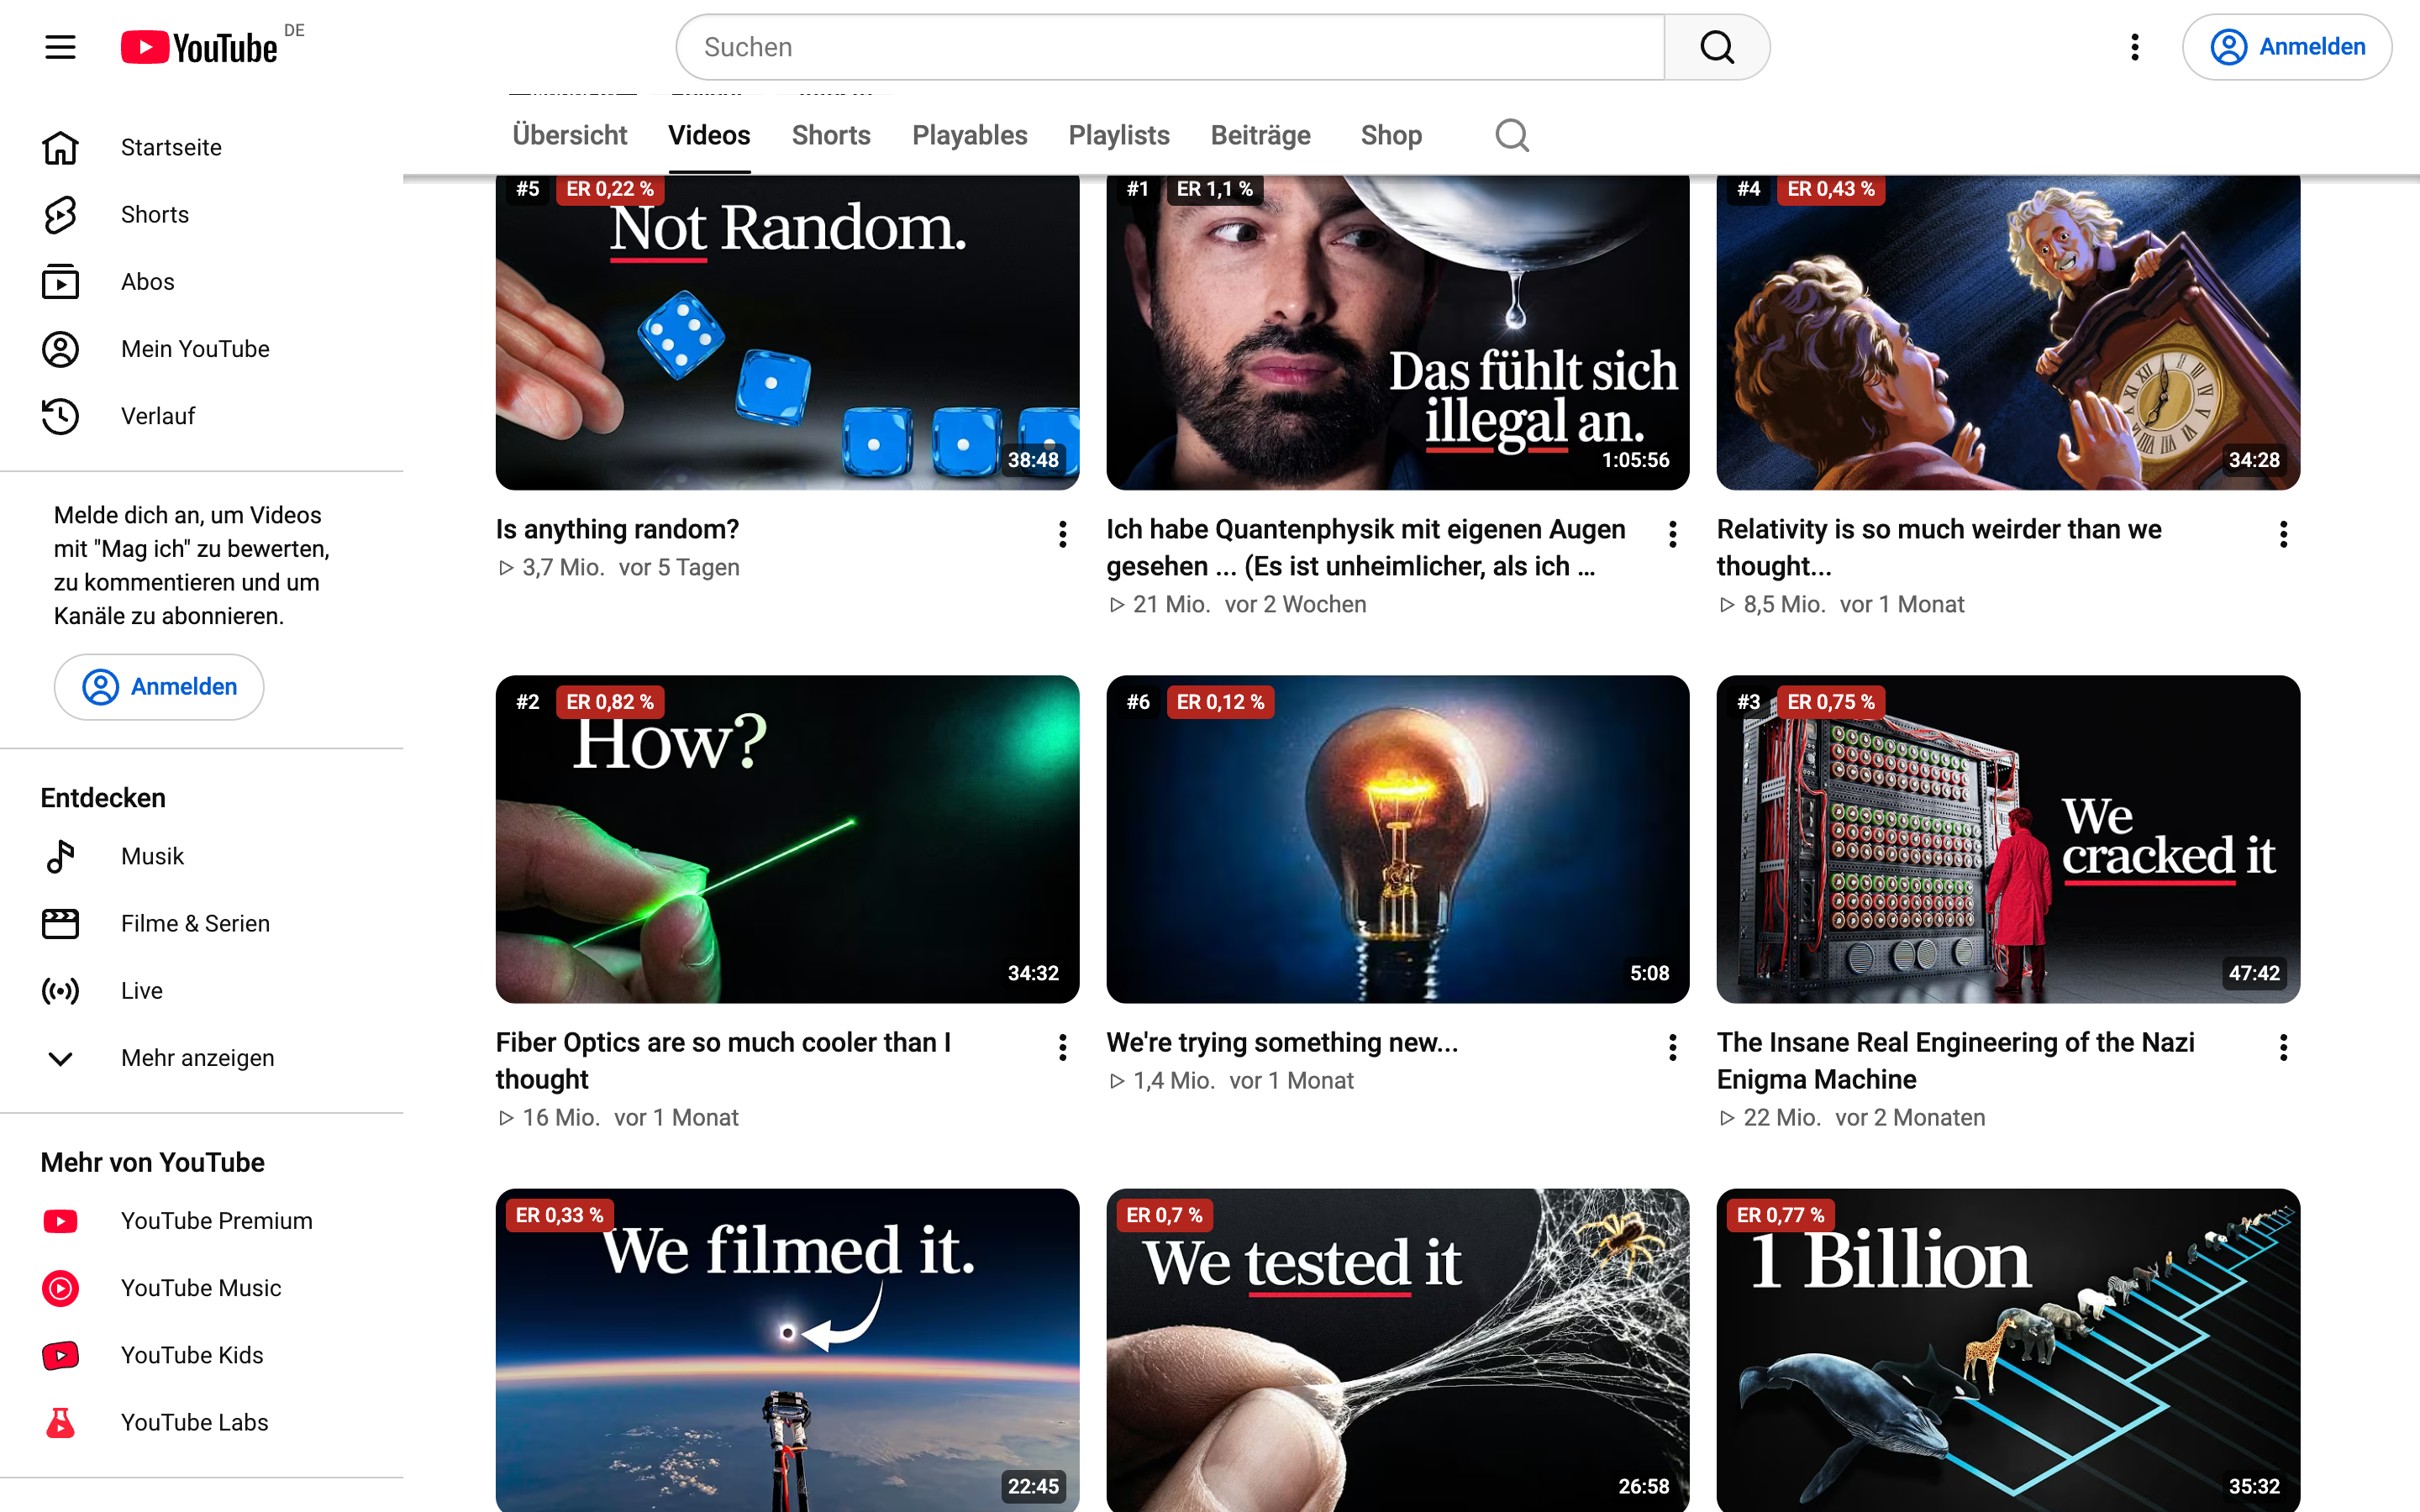 YouTube DE
Suchen
Anmelden
Startseite
Shorts
Abos
Mein YouTube
Verlauf
Melde dich an, um Videos
mit "Mag ich" zu bewerten,
zu kommentieren und um
Kanäle zu abonnieren.
Anmelden
Entdecken
Musik
Filme & Serien
Live
Mehr anzeigen
Mehr von YouTube
YouTube Premium
YouTube Music
YouTube Kids
YouTube Labs
Übersicht Videos Shorts Playables Playlists Beiträge Shop
#5 ER 0,22 %
Not Random.
38:48
Is anything random?
3,7 Mio. vor 5 Tagen
#1 ER 1,1 %
Das fühlt sich
illegal an.
1:05:56
Ich habe Quantenphysik mit eigenen Augen
gesehen ... (Es ist unheimlicher, als ich ...
21 Mio. vor 2 Wochen
#4 ER 0,43 %
34:28
Relativity is so much weirder than we
thought...
8,5 Mio. vor 1 Monat
#2 ER 0,82 %
How?
34:32
Fiber Optics are so much cooler than I
thought
16 Mio. vor 1 Monat
#6 ER 0,12 %
5:08
We're trying something new...
1,4 Mio. vor 1 Monat
#3 ER 0,75 %
We
cracked it
47:42
The Insane Real Engineering of the Nazi
Enigma Machine
22 Mio. vor 2 Monaten
ER 0,33 %
We filmed it.
22:45
ER 0,7 %
We tested it
26:58
ER 0,77 %
1 Billion
35:32